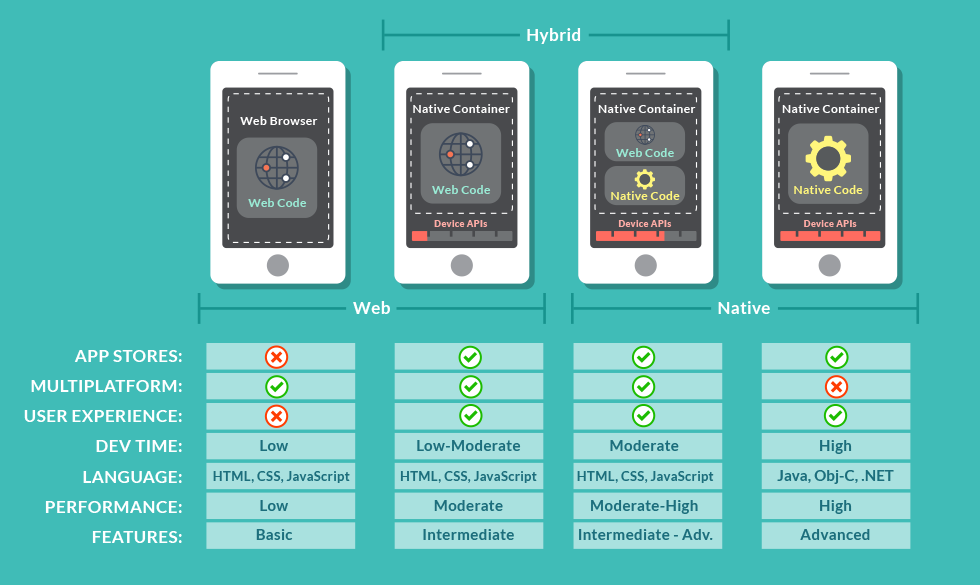 Hybrid
Web Browser
Web Code
Native Container
Web Code
Device APIs
Native Container
Web Code
Native Code
Device APIs
Native Container
Native Code
Device APIs
Web
Native
APP STORES:
MULTIPLATFORM:
USER EXPERIENCE:
DEV TIME: Low Low-Moderate Moderate High
LANGUAGE: HTML, CSS, JavaScript HTML, CSS, JavaScript HTML, CSS, JavaScript Java, Obj-C, .NET
PERFORMANCE: Low Moderate Moderate-High High
FEATURES: Basic Intermediate Intermediate - Adv. Advanced